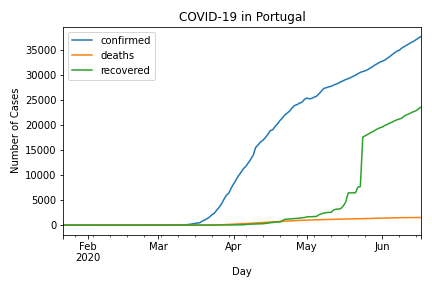 COVID-19 in Portugal
confirmed
deaths
recovered
Number of Cases
35000
30000
25000
20000
15000
10000
5000
0
Feb Mar Apr May Jun
2020
Day